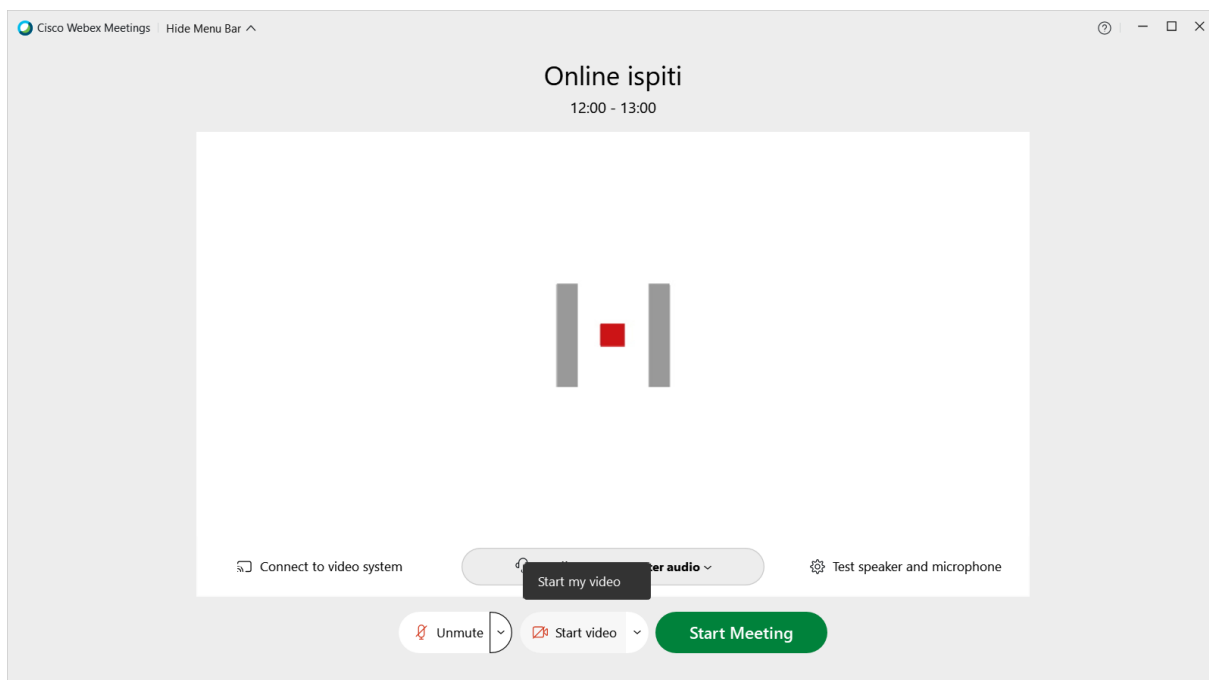 Cisco Webex Meetings Hide Menu Bar
Online ispiti
12:00 - 13:00
Connect to video system
audio
Test speaker and microphone
Start my video
Unmute
Start video
Start Meeting